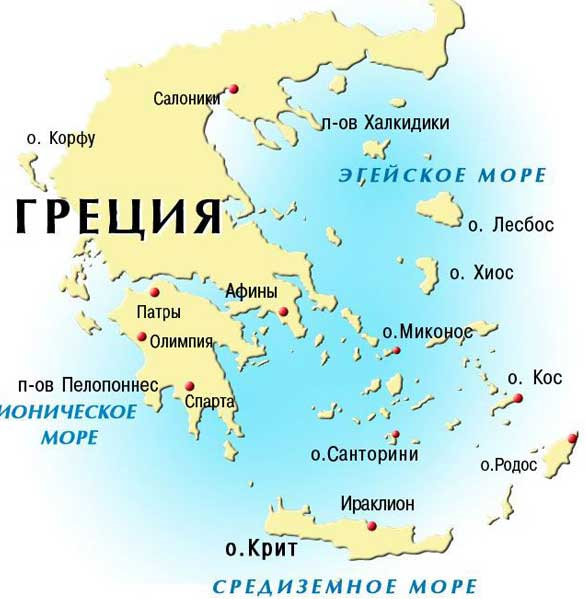 Салоники
п-ов Халкидики
о. Корфу
ЭГЕЙСКОЕ МОРЕ
ГРЕЦИЯ
о. Лесбос
о. Хиос
Афины
Патры
о.Миконос
Олимпия
о. Кос
п-ов Пелопоннес
Спарта
ИОНИЧЕСКОЕ
МОРЕ
о.Санторини
о.Родос
Ираклион
о.Крит
СРЕДИЗЕМНОЕ МОРЕ